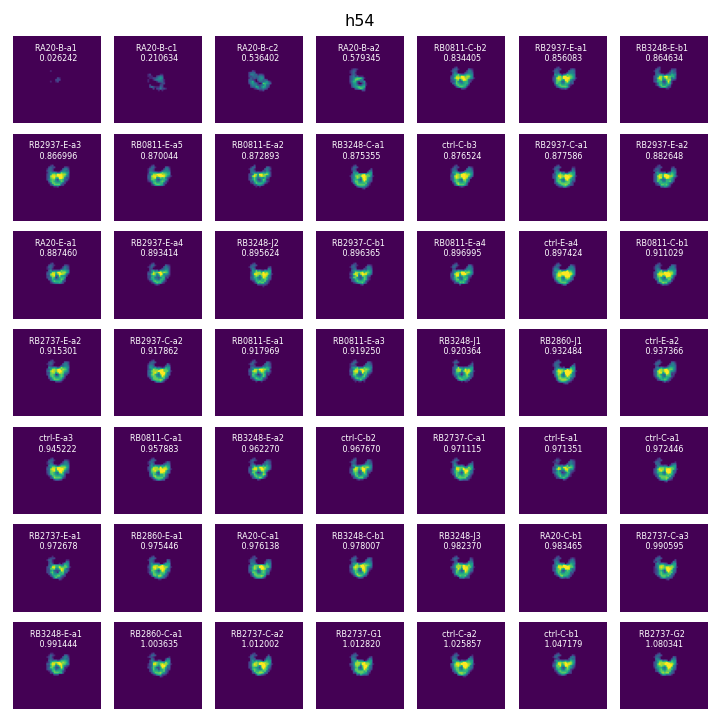 h54
RA20-B-a1
0.026242
RA20-B-c1
0.210634
RA20-B-c2
0.536402
RA20-B-a2
0.579345
RB0811-C-b2
0.834405
RB2937-E-a1
0.856083
RB3248-E-b1
0.864634
RB2937-E-a3
0.866996
RB0811-E-a5
0.870044
RB0811-E-a2
0.872893
RB3248-C-a1
0.875355
ctrl-C-b3
0.876524
RB2937-C-a1
0.877586
RB2937-E-a2
0.882648
RA20-E-a1
0.887460
RB2937-E-a4
0.893414
RB3248-J2
0.895624
RB2937-C-b1
0.896365
RB0811-E-a4
0.896995
ctrl-E-a4
0.897424
RB0811-C-b1
0.911029
RB2737-E-a2
0.915301
RB2937-C-a2
0.917862
RB0811-E-a1
0.917969
RB0811-E-a3
0.919250
RB3248-J1
0.920364
RB2860-J1
0.932484
ctrl-E-a2
0.937366
ctrl-E-a3
0.945222
RB0811-C-a1
0.957883
RB3248-E-a2
0.962270
ctrl-C-b2
0.967670
RB2737-C-a1
0.971115
ctrl-E-a1
0.971351
ctrl-C-a1
0.972446
RB2737-E-a1
0.972678
RB2860-E-a1
0.975446
RA20-C-a1
0.976138
RB3248-C-b1
0.978007
RB3248-J3
0.982370
RA20-C-b1
0.983465
RB2737-C-a3
0.990595
RB3248-E-a1
0.991444
RB2860-C-a1
1.003635
RB2737-C-a2
1.012002
RB2737-G1
1.012820
ctrl-C-a2
1.025857
ctrl-C-b1
1.047179
RB2737-G2
1.080341